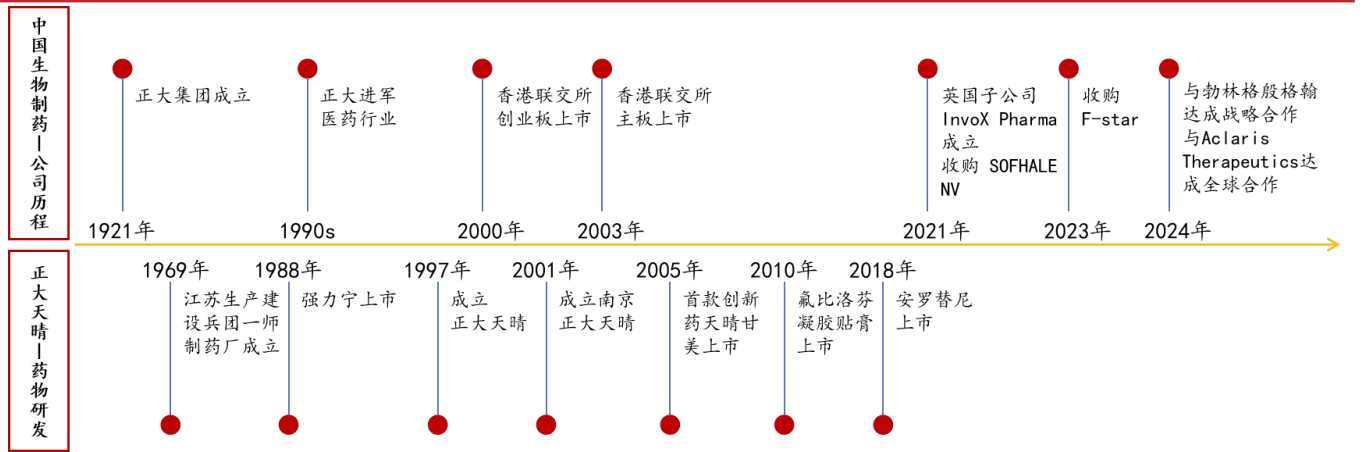 中国生物制药—公司历程
正大集团成立
1921年
正大进军
医药行业
1990s
香港联交所
创业板上市
2000年
香港联交所
主板上市
2003年
英国子公司
InvoX Pharma
成立
收购 SOFHALE
NV
2021年
收购
F-star
2023年
与勃林格殷格翰
达成战略合作
与Aclaris
Therapeutics达
成全球合作
2024年
正大天晴—药物研发
1969年
江苏生产建
设兵团一师
制药厂成立
1988年
强力宁上市
1997年
成立
正大天晴
2001年
成立南京
正大天晴
2005年
首款创新
药天晴甘
美上市
2010年
氟比洛芬
凝胶贴膏
上市
2018年
安罗替尼
上市